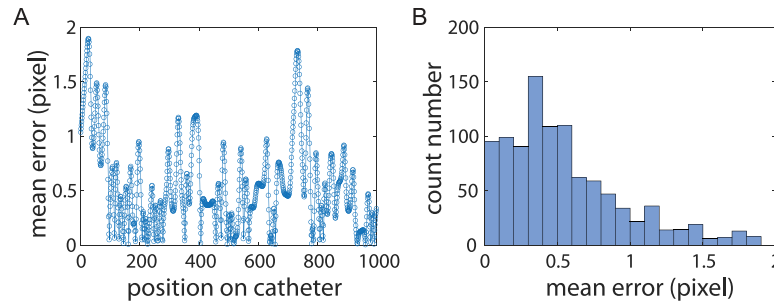 A
mean error (pixel)
2
1.5
1
0.5
0
0 200 400 600 800 1000
position on catheter
B
count number
200
150
100
50
0
0 0.5 1 1.5 2
mean error (pixel)